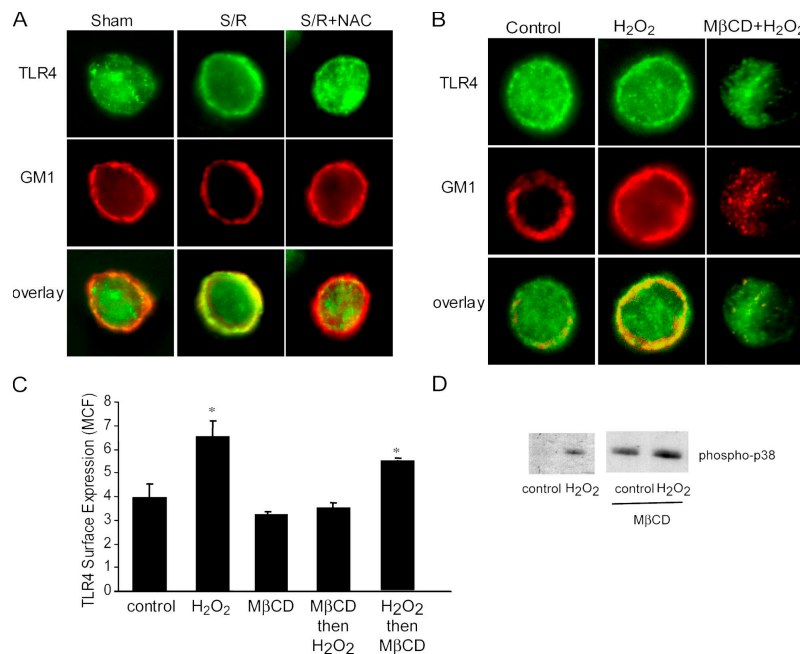 A
Sham S/R S/R+NAC
TLR4
GM1
overlay
B
Control H2O2 MβCD+H2O2
TLR4
GM1
overlay
C
TLR4 Surface Expression (MCF)
8
7
6
5
4
3
2
1
0
*
*
control H2O2 MβCD MβCD then H2O2 H2O2 then MβCD
D
phospho-p38
control H2O2 control H2O2
MβCD